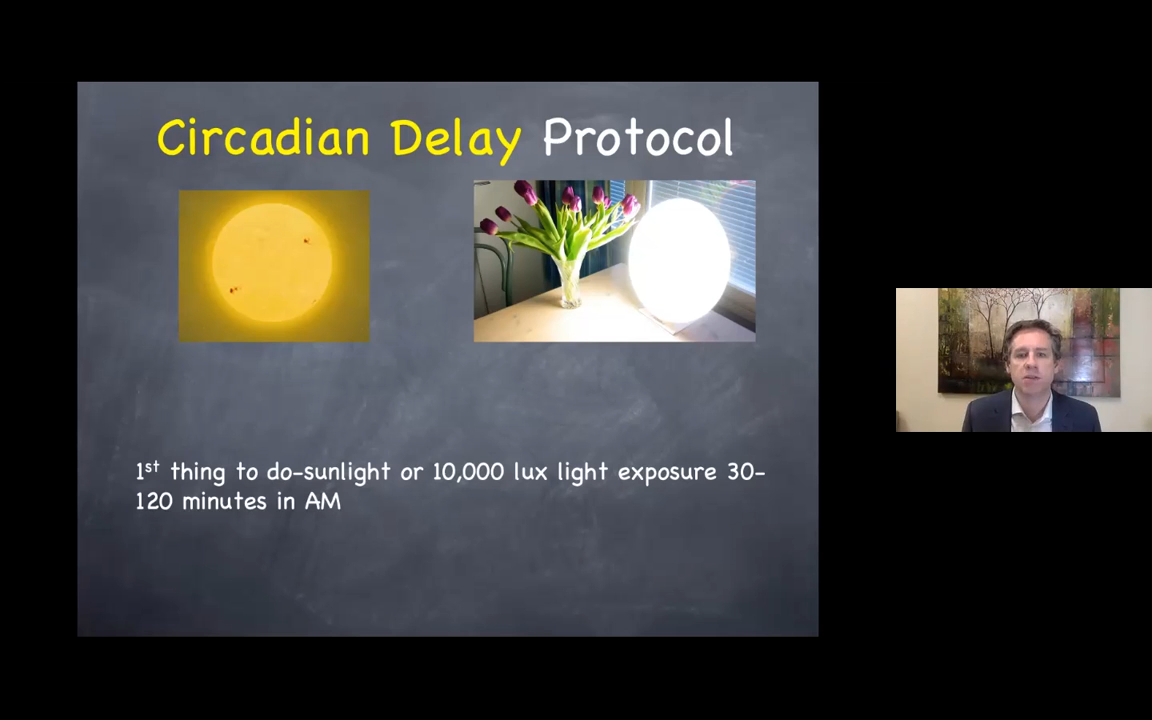 Circadian Delay Protocol
1st thing to do-sunlight or 10,000 lux light exposure 30-
120 minutes in AM